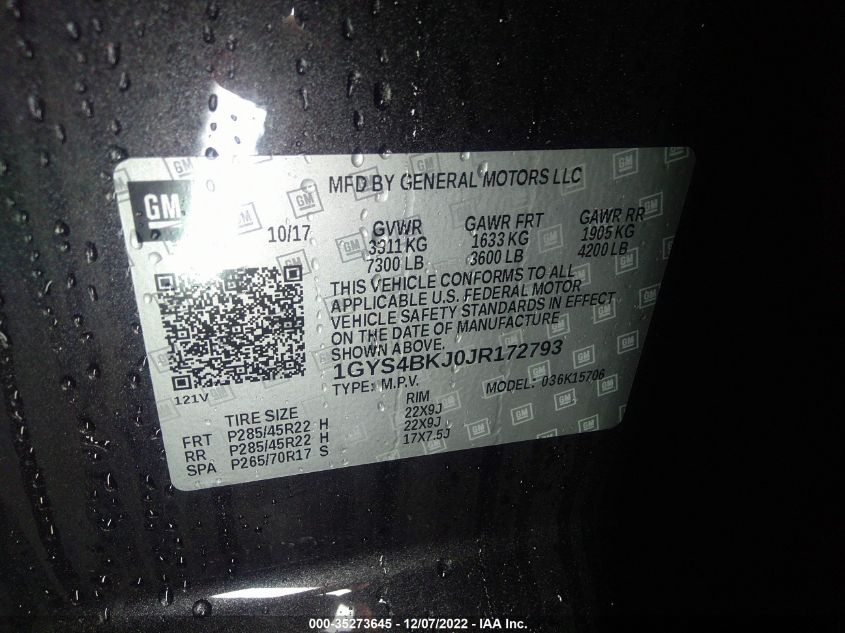 MFD BY GENERAL MOTORS LLC
GM
10/17
GVWR GAWR FRT GAWR RR
3311 KG 1633 KG 1905 KG
7300 LB 3600 LB 4200 LB
THIS VEHICLE CONFORMS TO ALL
APPLICABLE U.S. FEDERAL MOTOR
VEHICLE SAFETY STANDARDS IN EFFECT
ON THE DATE OF MANUFACTURE
SHOWN ABOVE.
1GYS4BKJ0JR172793
TYPE: M.P.V. MODEL: 036K15706
121V
TIRE SIZE RIM
FRT P285/45R22 H 22X9J
RR P285/45R22 H 22X9J
SPA P265/70R17 S 17X7.5J
000-35273645 - 12/07/2022 - IAA Inc.